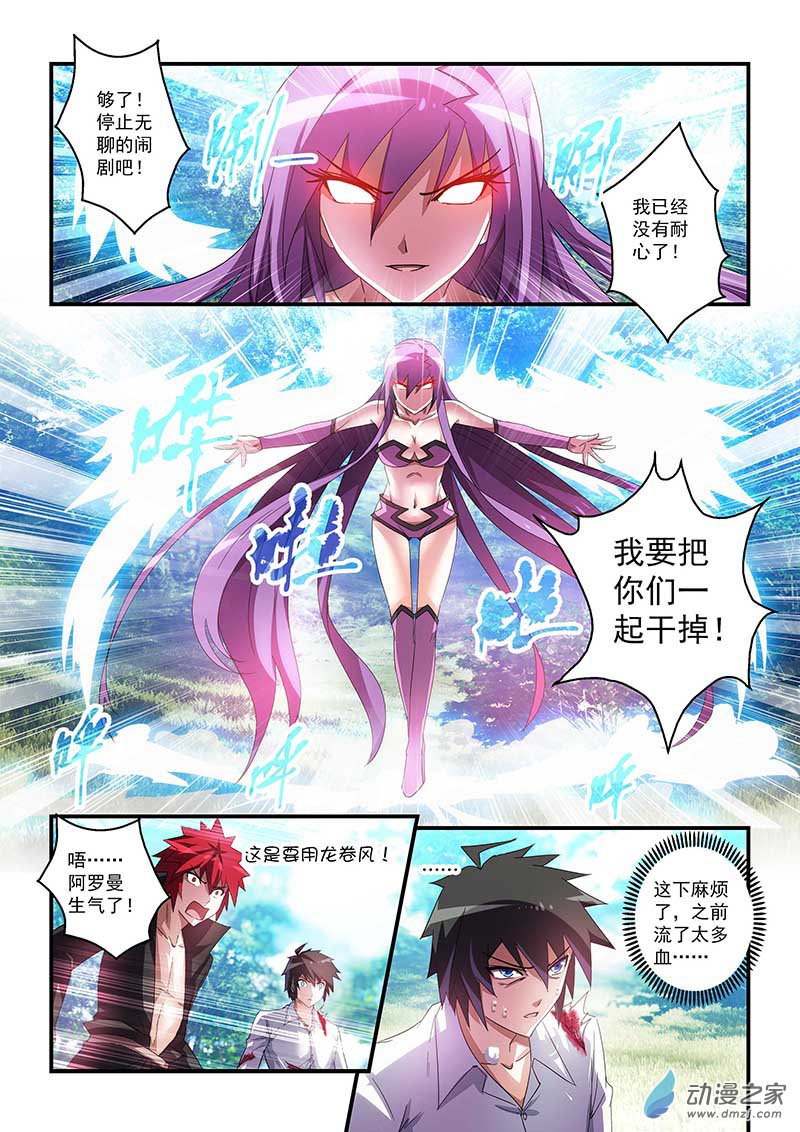 够了！
停止无
聊的闹
剧吧！
唰
唰
我已经
没有耐
心了！
哗
啦
啦
我要把
你们一
起干掉！
呼
呼
呼
唔……
阿罗曼
生气了！
这是要用龙卷风！
……
这下麻烦
了，之前
流了太多
血……
动漫之家
www.dmzj.com